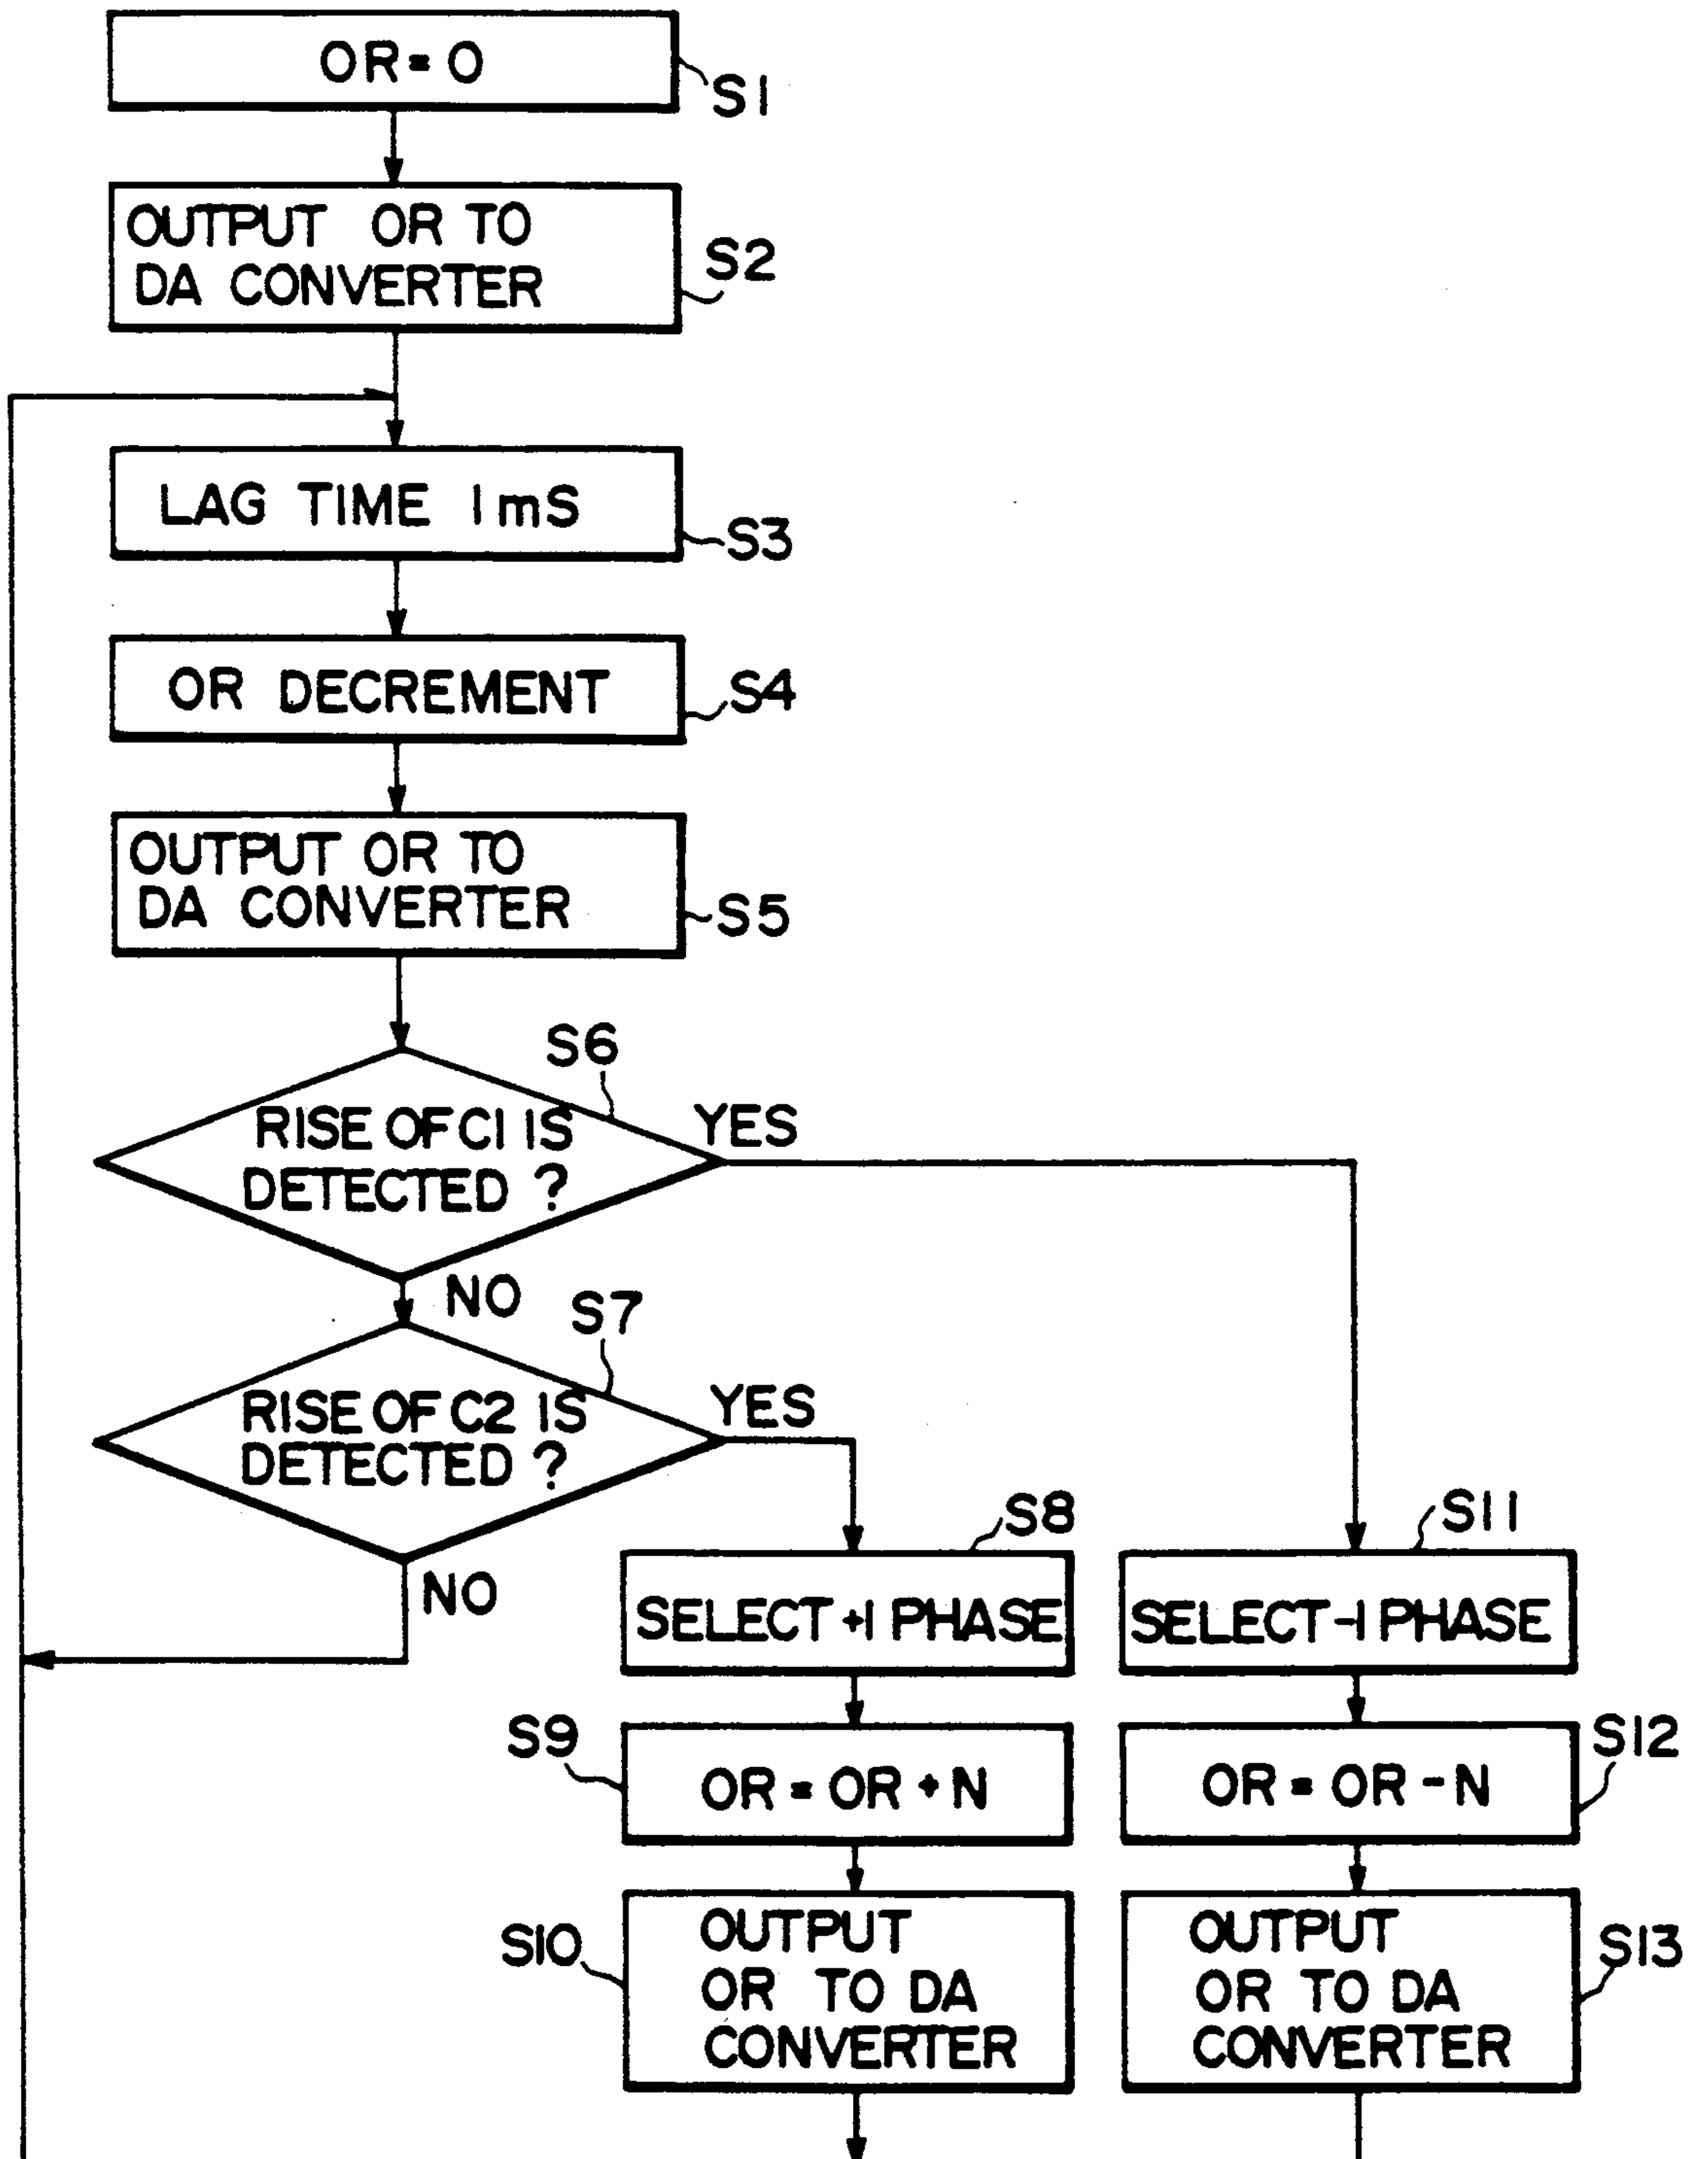 OR = O
S1
OUTPUT OR TO
DA CONVERTER
S2
LAG TIME 1mS
S3
OR DECREMENT
S4
OUTPUT OR TO
DA CONVERTER
S5
S6
RISE OF C1 IS
DETECTED ?
YES
NO
S7
RISE OF C2 IS
DETECTED ?
YES
NO
S8
SELECT +1 PHASE
S11
SELECT -1 PHASE
S9
OR = OR + N
S12
OR = OR - N
S10
OUTPUT
OR TO DA
CONVERTER
S13
OUTPUT
OR TO DA
CONVERTER